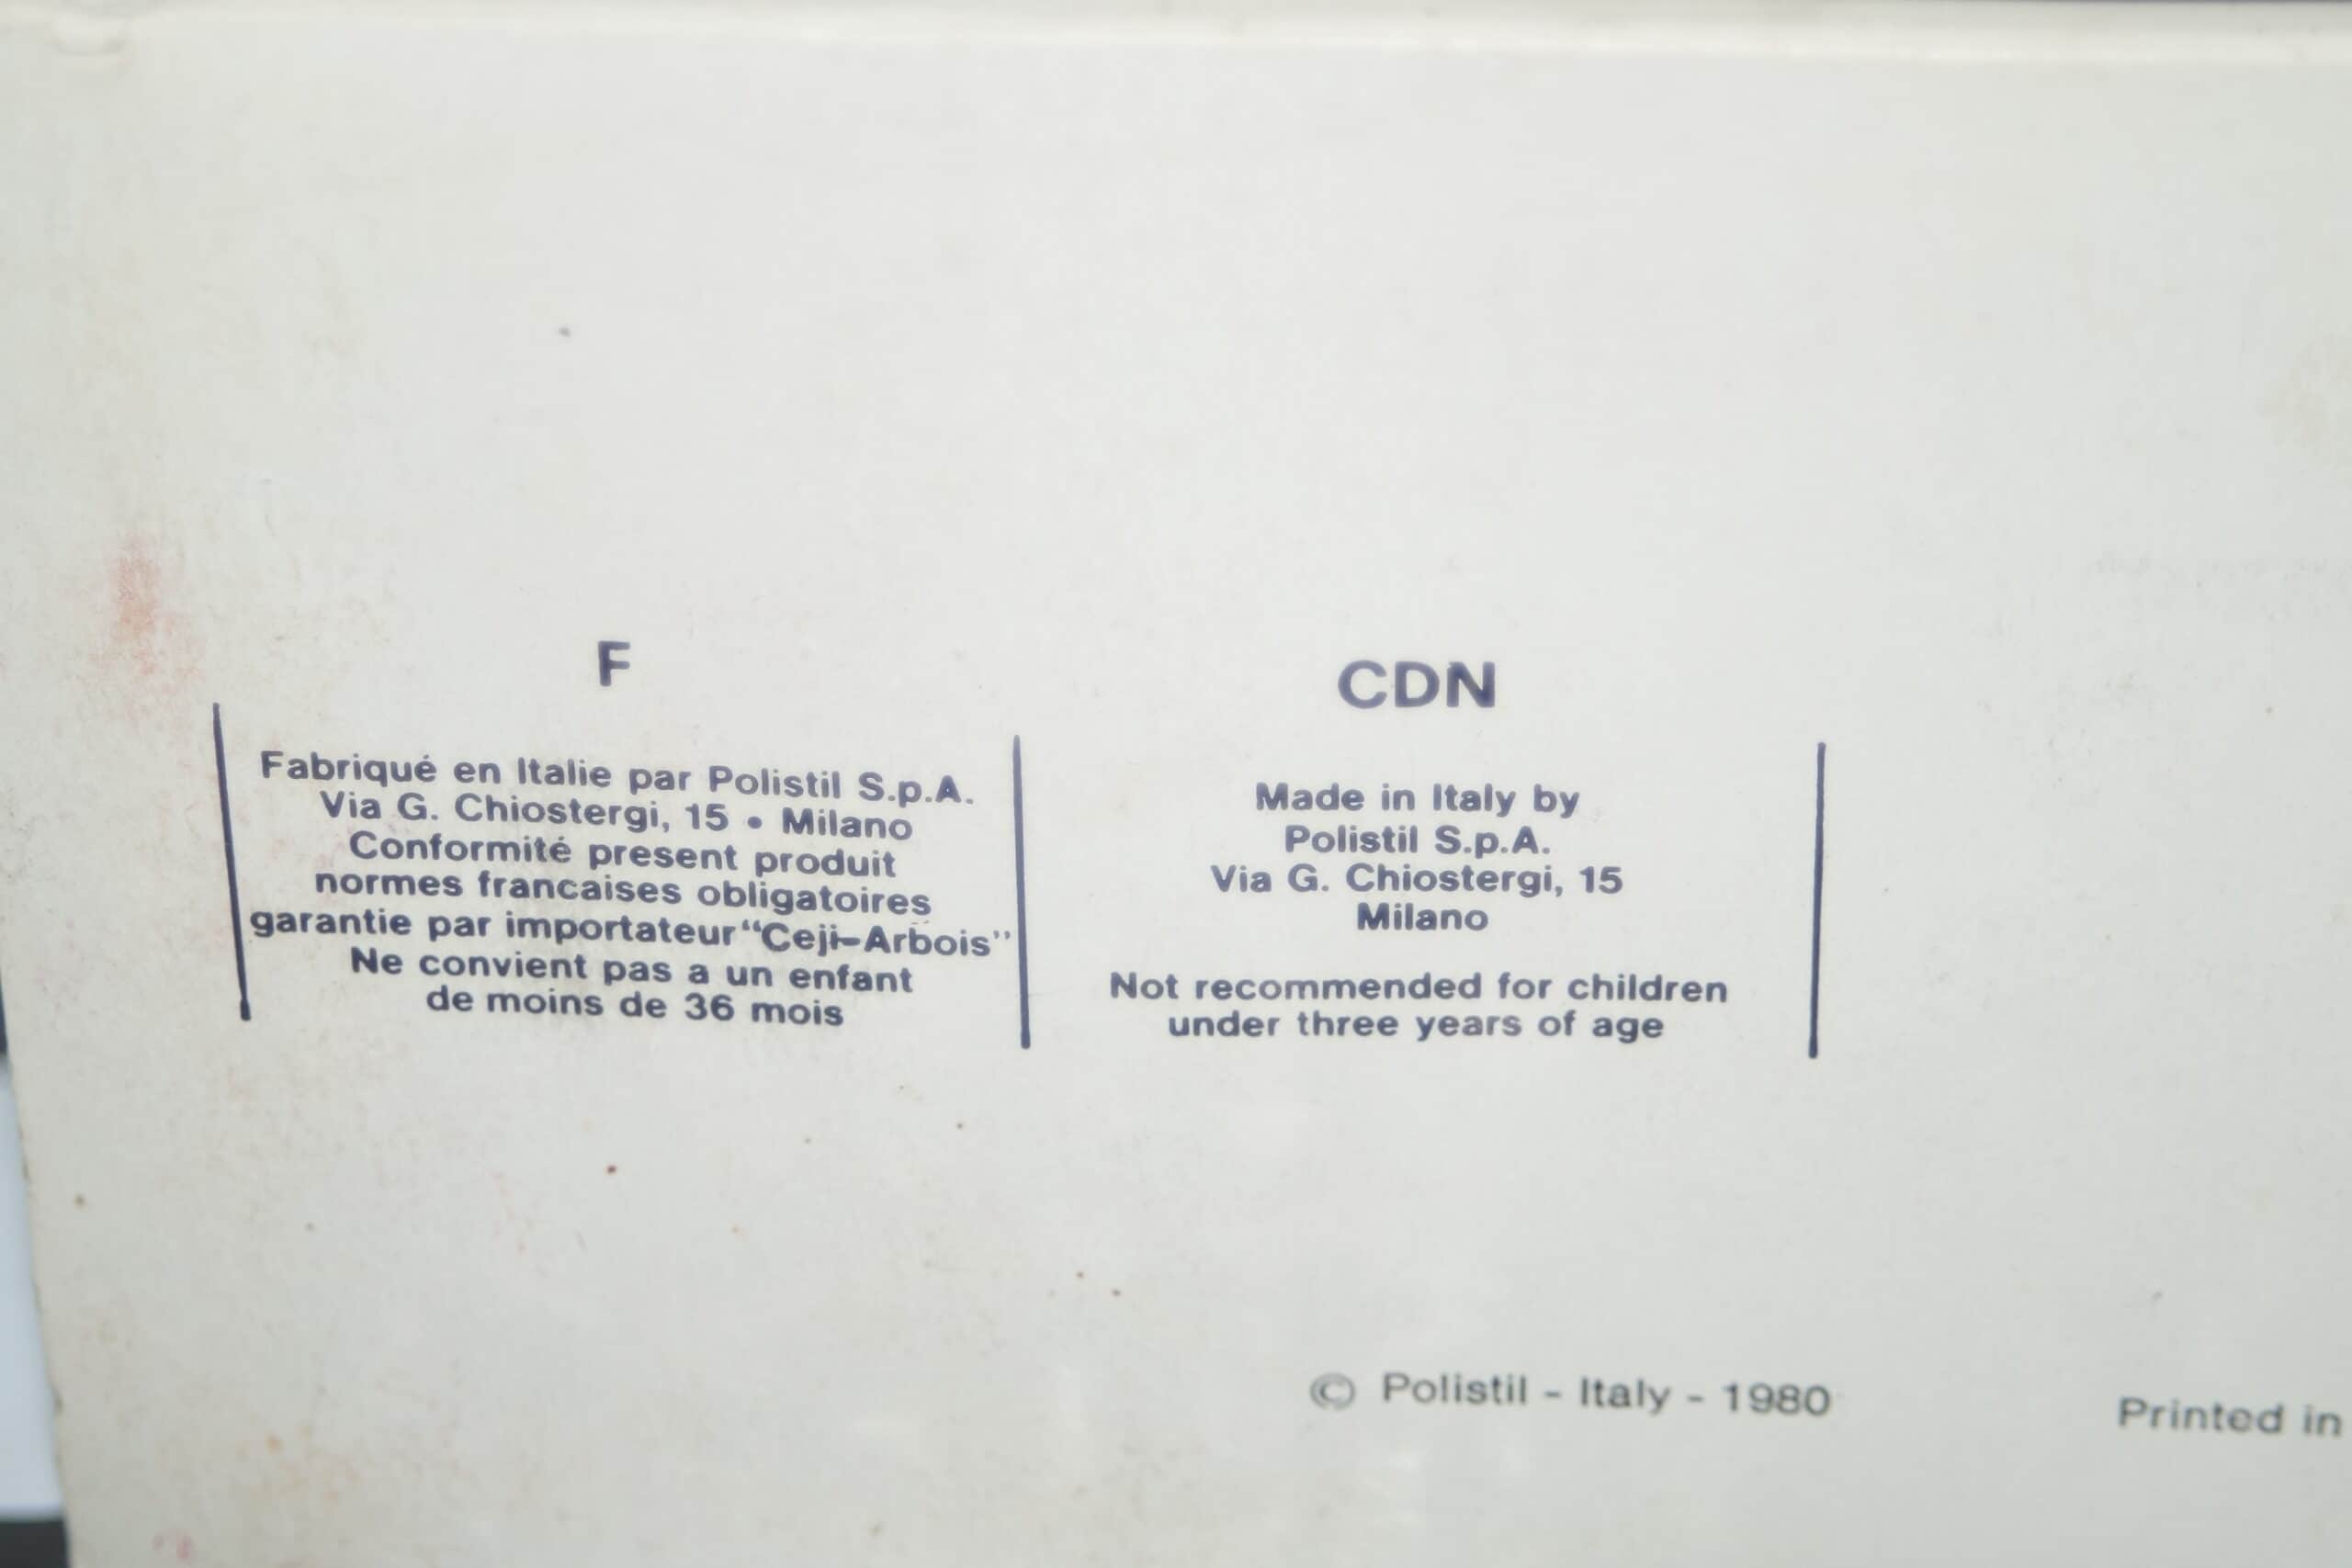 F
Fabriqué en Italie par Polistil S.p.A.
Via G. Chiostergi, 15 • Milano
Conformité present produit
normes francaises obligatoires
garantie par importateur “Ceji-Arbois”
Ne convient pas a un enfant
de moins de 36 mois
CDN
Made in Italy by
Polistil S.p.A.
Via G. Chiostergi, 15
Milano
Not recommended for children
under three years of age
© Polistil - Italy - 1980
Printed in